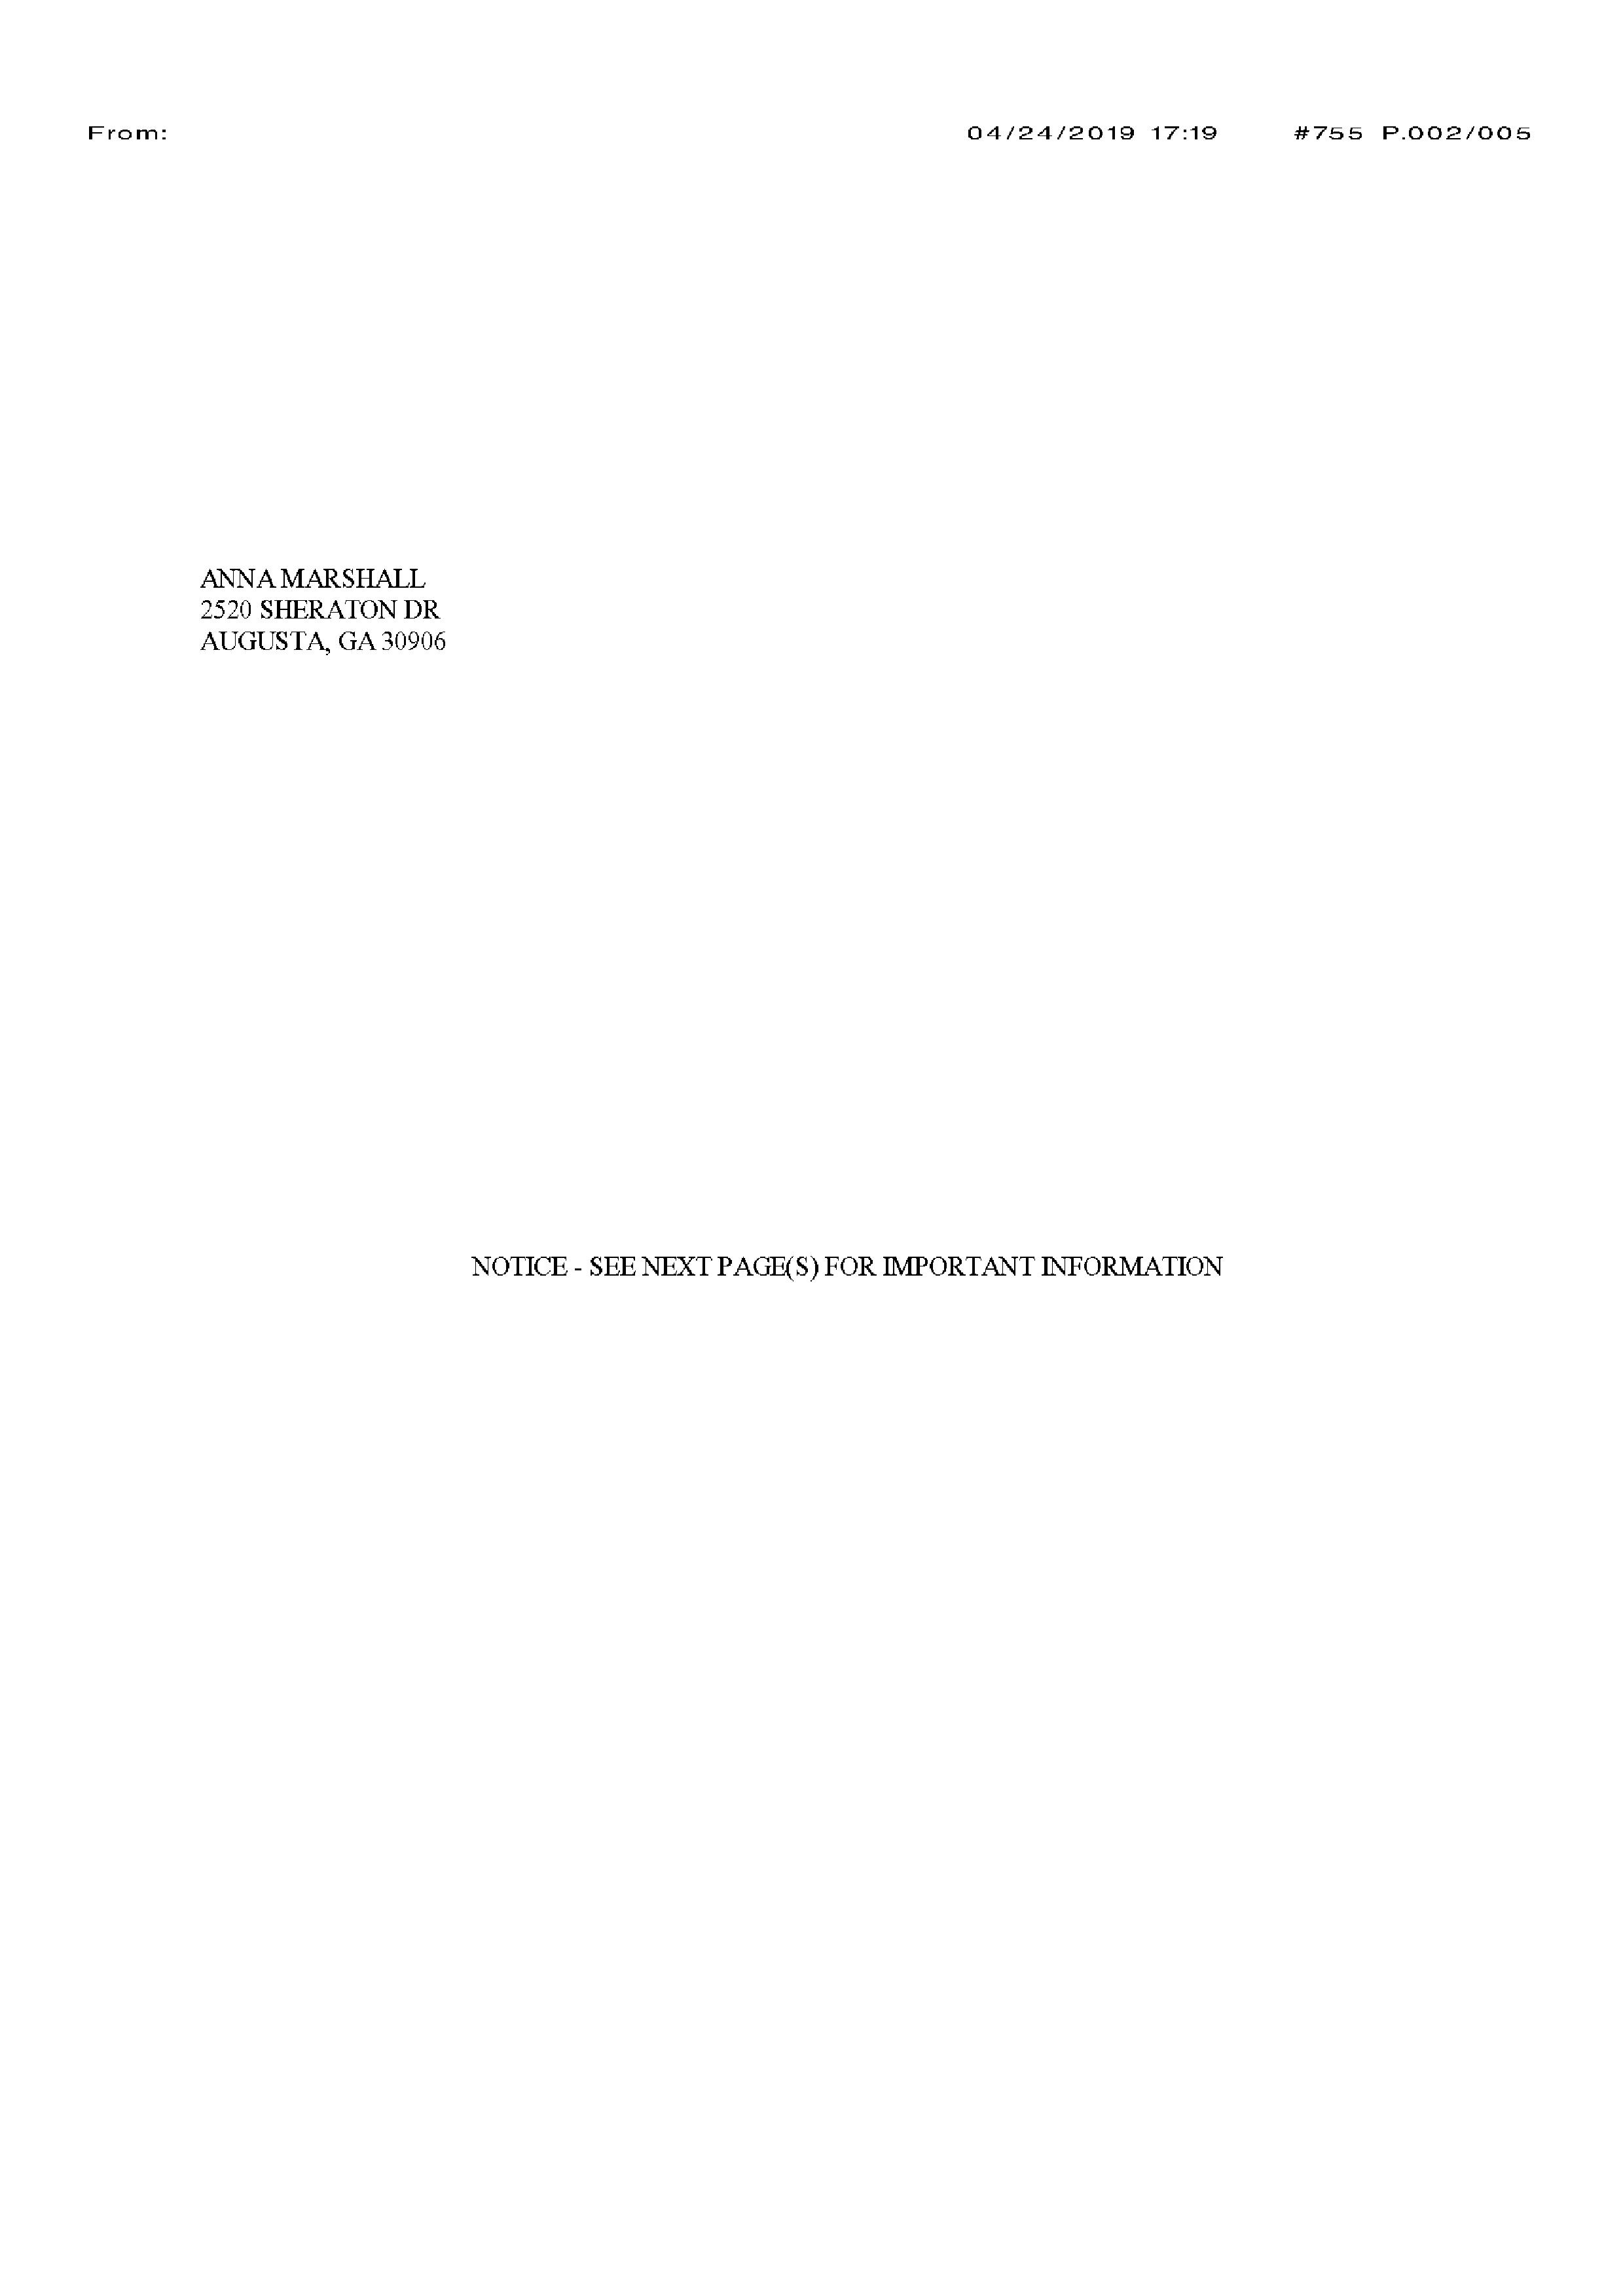 From: 04/24/2019 17:19 #755 P.002/005
ANNA MARSHALL
2520 SHERATON DR
AUGUSTA, GA 30906
NOTICE - SEE NEXT PAGE(S) FOR IMPORTANT INFORMATION